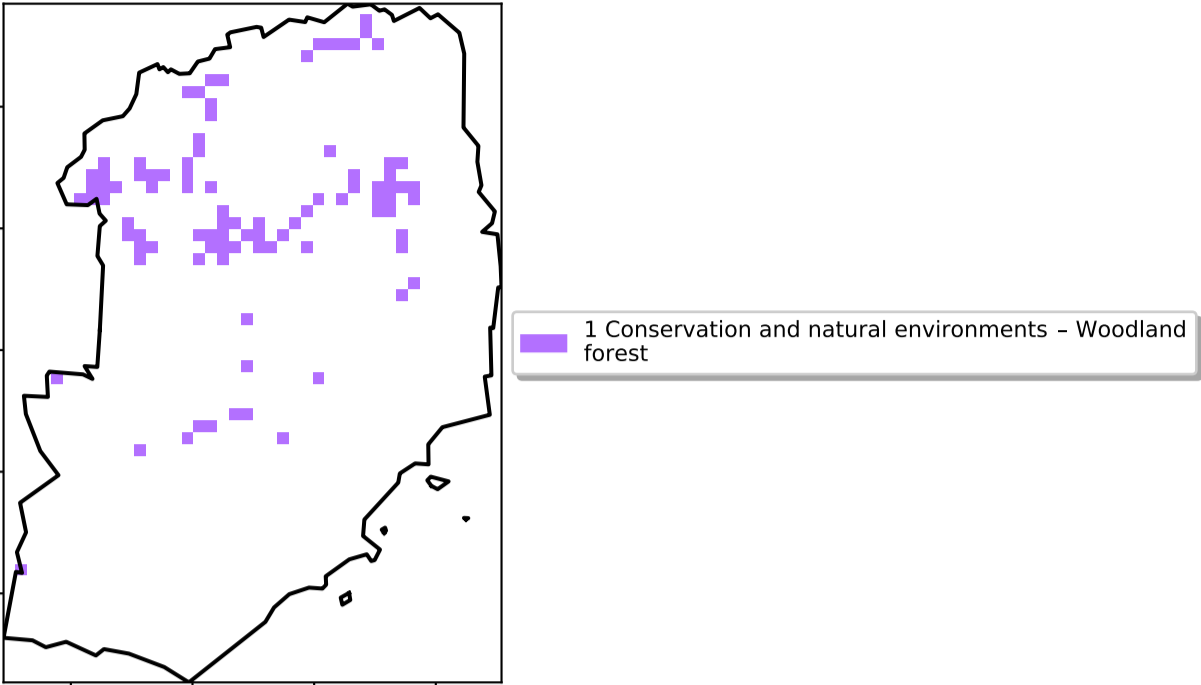 1 Conservation and natural environments – Woodland
forest